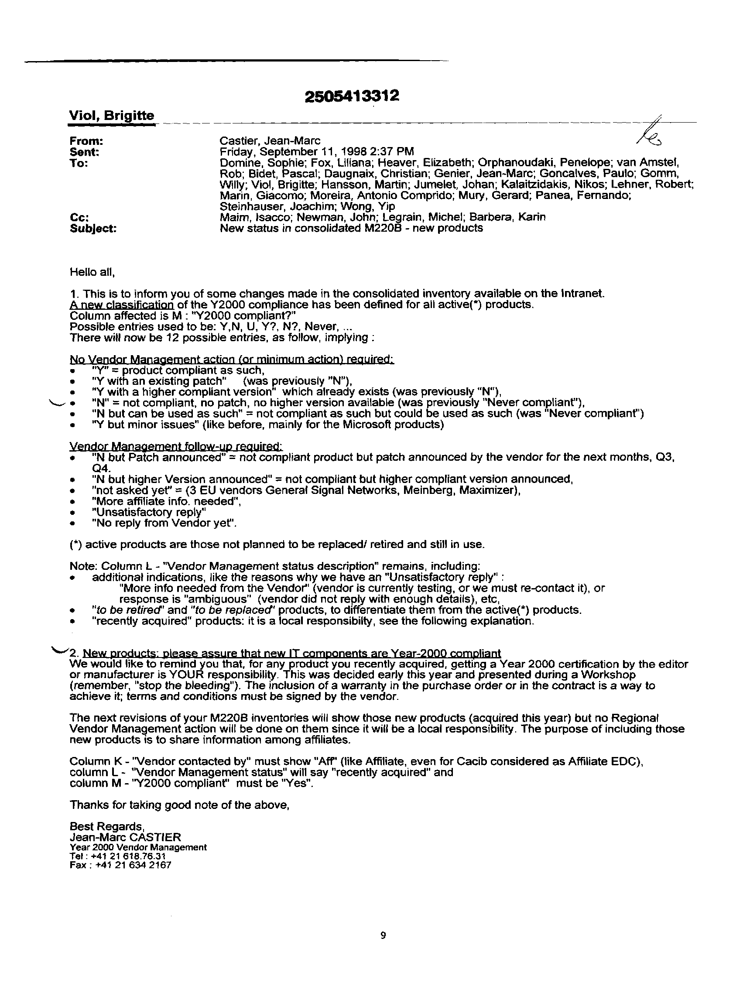 2505413312
Viol, Brigitte
From: Castier, Jean-Marc
Sent: Friday, September 11, 1998 2:37 PM
To: Domine, Sophie; Fox, Liliana; Heaver, Elizabeth; Orphanoudaki, Penelope; van Amstel,
Rob; Bidet, Pascal; Daugnaix, Christian; Genier, Jean-Marc; Goncalves, Paulo; Gomm,
Willy; Viol, Brigitte; Hansson, Martin; Jumelet, Johan; Kalaitzidakis, Nikos; Lehner, Robert;
Marin, Giacomo; Moreira, Antonio Comprido; Mury, Gerard; Panea, Fernando;
Steinhauser, Joachim; Wong, Yip
Cc: Maim, Isacco; Newman, John; Legrain, Michel; Barbera, Karin
Subject: New status in consolidated M220B - new products
Hello all,
1. This is to inform you of some changes made in the consolidated inventory available on the Intranet.
A new classification of the Y2000 compliance has been defined for all active(*) products.
Column affected is M : "Y2000 compliant?"
Possible entries used to be: Y,N, U, Y?, N?, Never, ...
There will now be 12 possible entries, as follow, implying :
No Vendor Management action (or minimum action) required:
• "Y" = product compliant as such,
• "Y with an existing patch" (was previously "N"),
• "Y with a higher compliant version" which already exists (was previously "N"),
• "N" = not compliant, no patch, no higher version available (was previously "Never compliant"),
• "N but can be used as such" = not compliant as such but could be used as such (was "Never compliant")
• "Y but minor issues" (like before, mainly for the Microsoft products)
Vendor Management follow-up required:
• "N but Patch announced" = not compliant product but patch announced by the vendor for the next months, Q3,
Q4.
• "N but higher Version announced" = not compliant but higher compliant version announced,
• "not asked yet" = (3 EU vendors General Signal Networks, Meinberg, Maximizer),
• "More affiliate info. needed",
• "Unsatisfactory reply"
• "No reply from Vendor yet".
(*) active products are those not planned to be replaced/ retired and still in use.
Note: Column L - "Vendor Management status description" remains, including:
• additional indications, like the reasons why we have an "Unsatisfactory reply" :
"More info needed from the Vendor" (vendor is currently testing, or we must re-contact it), or
response is "ambiguous" (vendor did not reply with enough details), etc,
• "to be retired" and "to be replaced" products, to differentiate them from the active(*) products.
• "recently acquired" products: it is a local responsibilty, see the following explanation.
2. New products: please assure that new IT components are Year-2000 compliant
We would like to remind you that, for any product you recently acquired, getting a Year 2000 certification by the editor
or manufacturer is YOUR responsibility. This was decided early this year and presented during a Workshop
(remember, "stop the bleeding"). The inclusion of a warranty in the purchase order or in the contract is a way to
achieve it; terms and conditions must be signed by the vendor.
The next revisions of your M220B inventories will show those new products (acquired this year) but no Regional
Vendor Management action will be done on them since it will be a local responsibility. The purpose of including those
new products is to share information among affiliates.
Column K - "Vendor contacted by" must show "Aff" (like Affiliate, even for Cacib considered as Affiliate EDC),
column L - "Vendor Management status" will say "recently acquired" and
column M - "Y2000 compliant" must be "Yes".
Thanks for taking good note of the above,
Best Regards,
Jean-Marc CASTIER
Year 2000 Vendor Management
Tel : +41 21 618.76.31
Fax : +41 21 634 2167
9